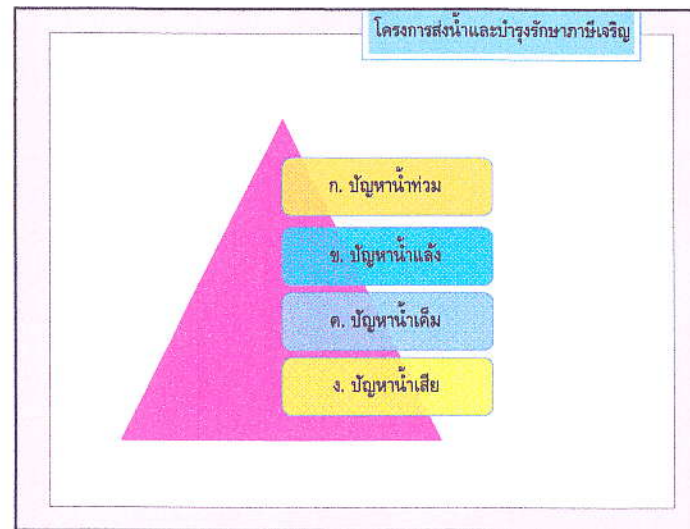 โครงการส่งน้ำและบำรุงรักษาภาษีเจริญ
ก. ปัญหาน้ำท่วม
ข. ปัญหาน้ำแล้ง
ค. ปัญหาน้ำเค็ม
ง. ปัญหาน้ำเสีย